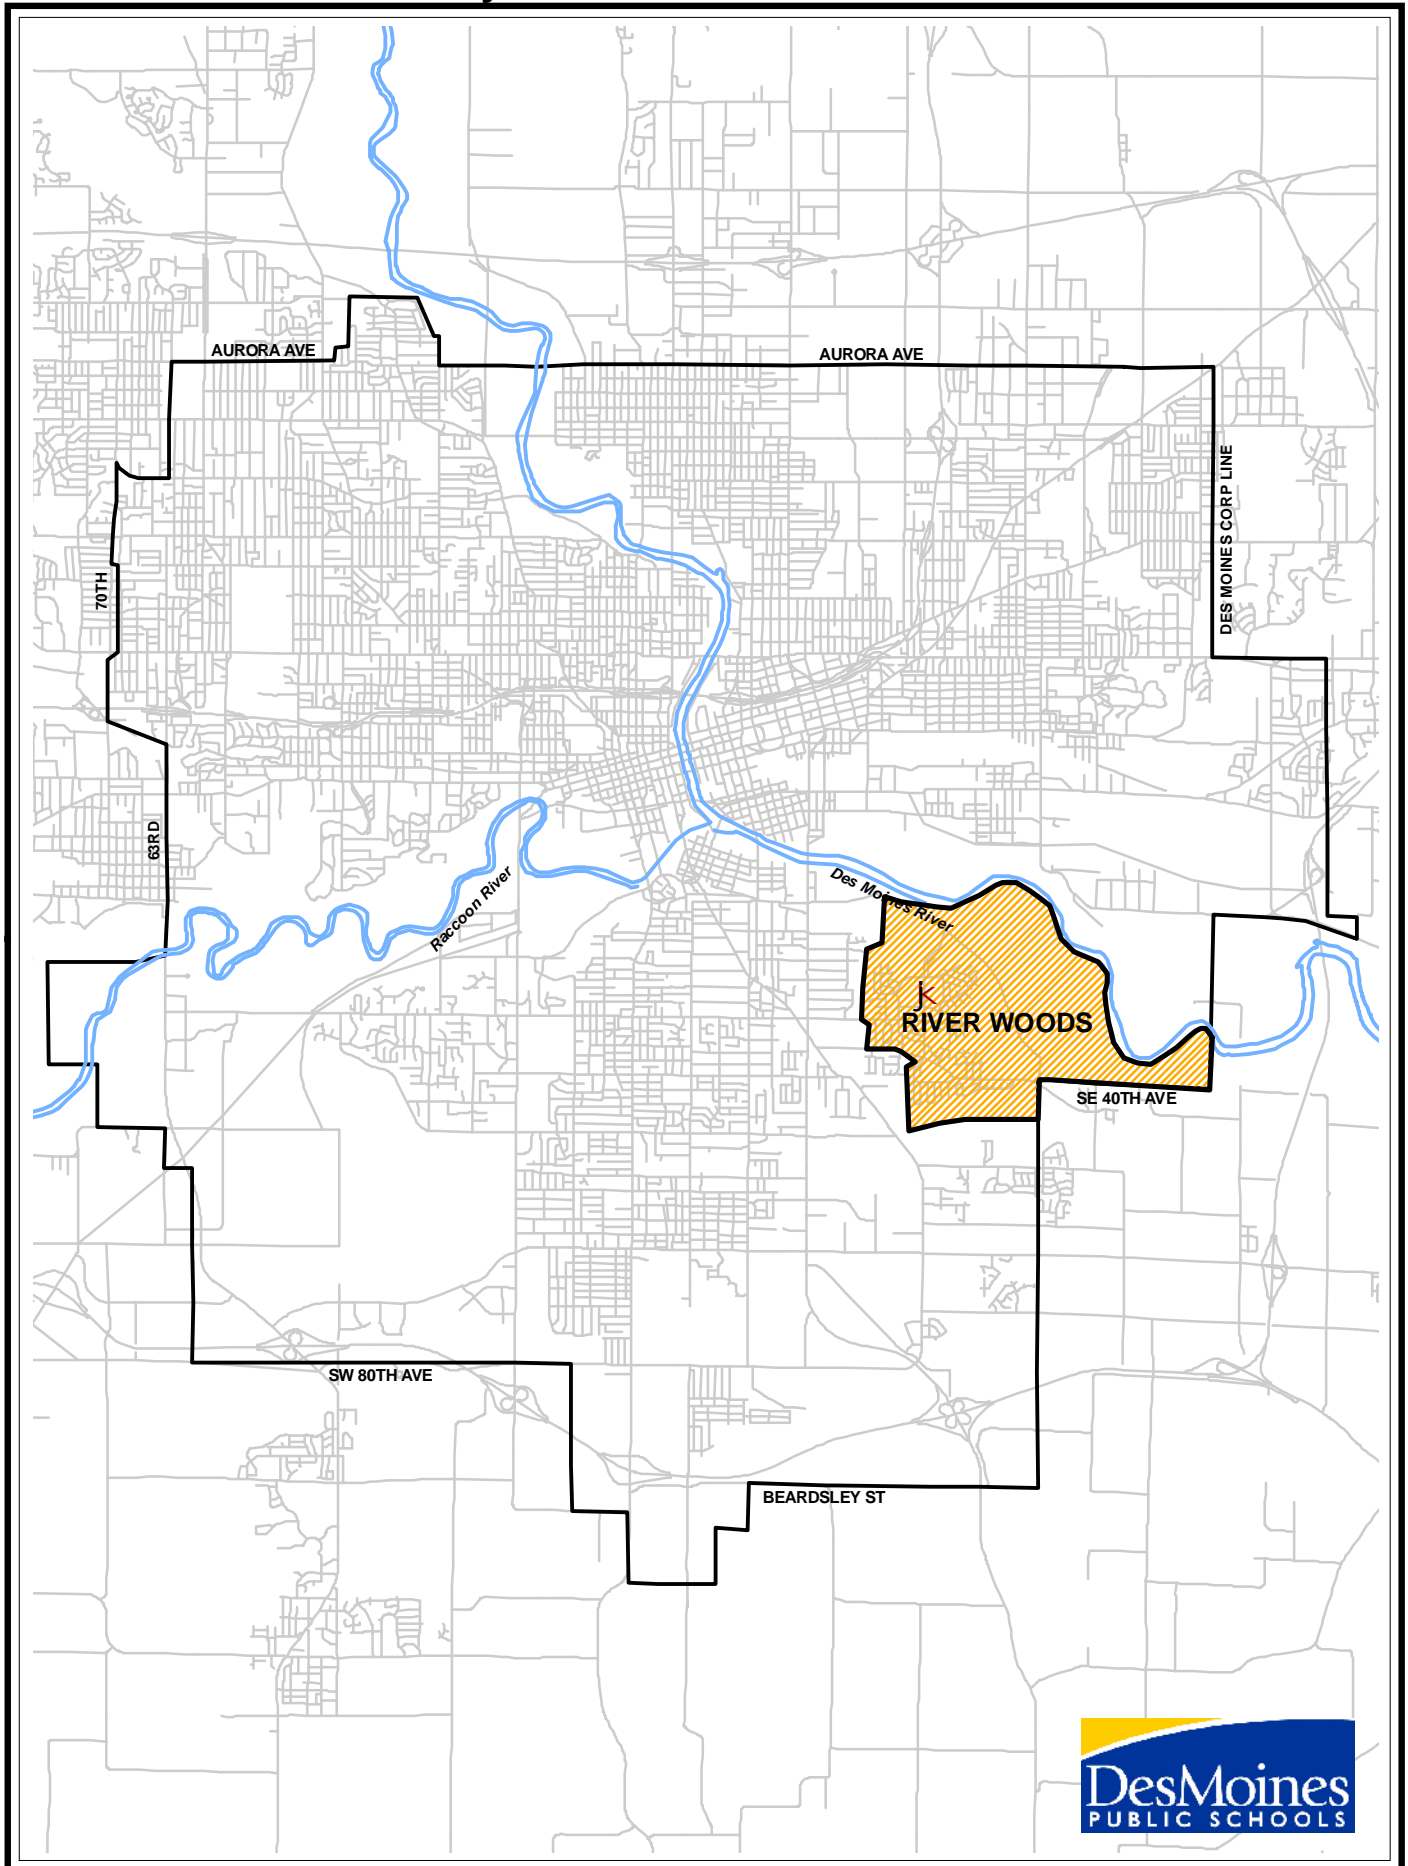 AURORA AVE
AURORA AVE
DES MOINES CORP LINE
70TH
63RD
Raccoon River
Des Moines River
jk
RIVER WOODS
SE 40TH AVE
SW 80TH AVE
BEARDSLEY ST
DesMoines
PUBLIC SCHOOLS